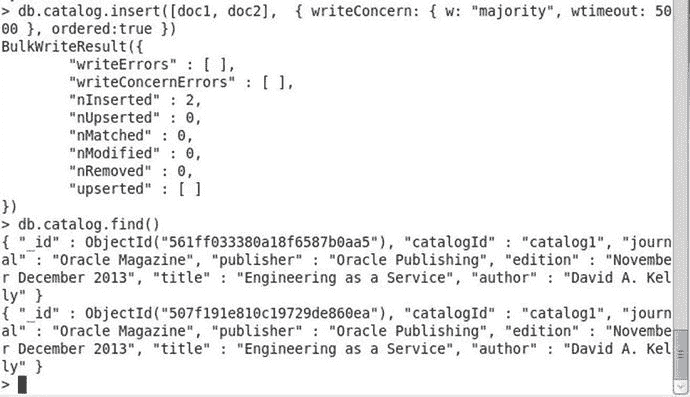 > db.catalog.insert([doc1, doc2],  { writeConcern: { w: "majority", wtimeout: 50
00 }, ordered:true })
BulkWriteResult({
        "writeErrors" : [ ],
        "writeConcernErrors" : [ ],
        "nInserted" : 2,
        "nUpserted" : 0,
        "nMatched" : 0,
        "nModified" : 0,
        "nRemoved" : 0,
        "upserted" : [ ]
})
> db.catalog.find()
{ "_id" : ObjectId("561ff033380a18f6587b0aa5"), "catalogId" : "catalog1", "journ
al" : "Oracle Magazine", "publisher" : "Oracle Publishing", "edition" : "Novembe
r December 2013", "title" : "Engineering as a Service", "author" : "David A. Kel
ly" }
{ "_id" : ObjectId("507f191e810c19729de860ea"), "catalogId" : "catalog1", "journ
al" : "Oracle Magazine", "publisher" : "Oracle Publishing", "edition" : "Novembe
r December 2013", "title" : "Engineering as a Service", "author" : "David A. Kel
ly" }
>